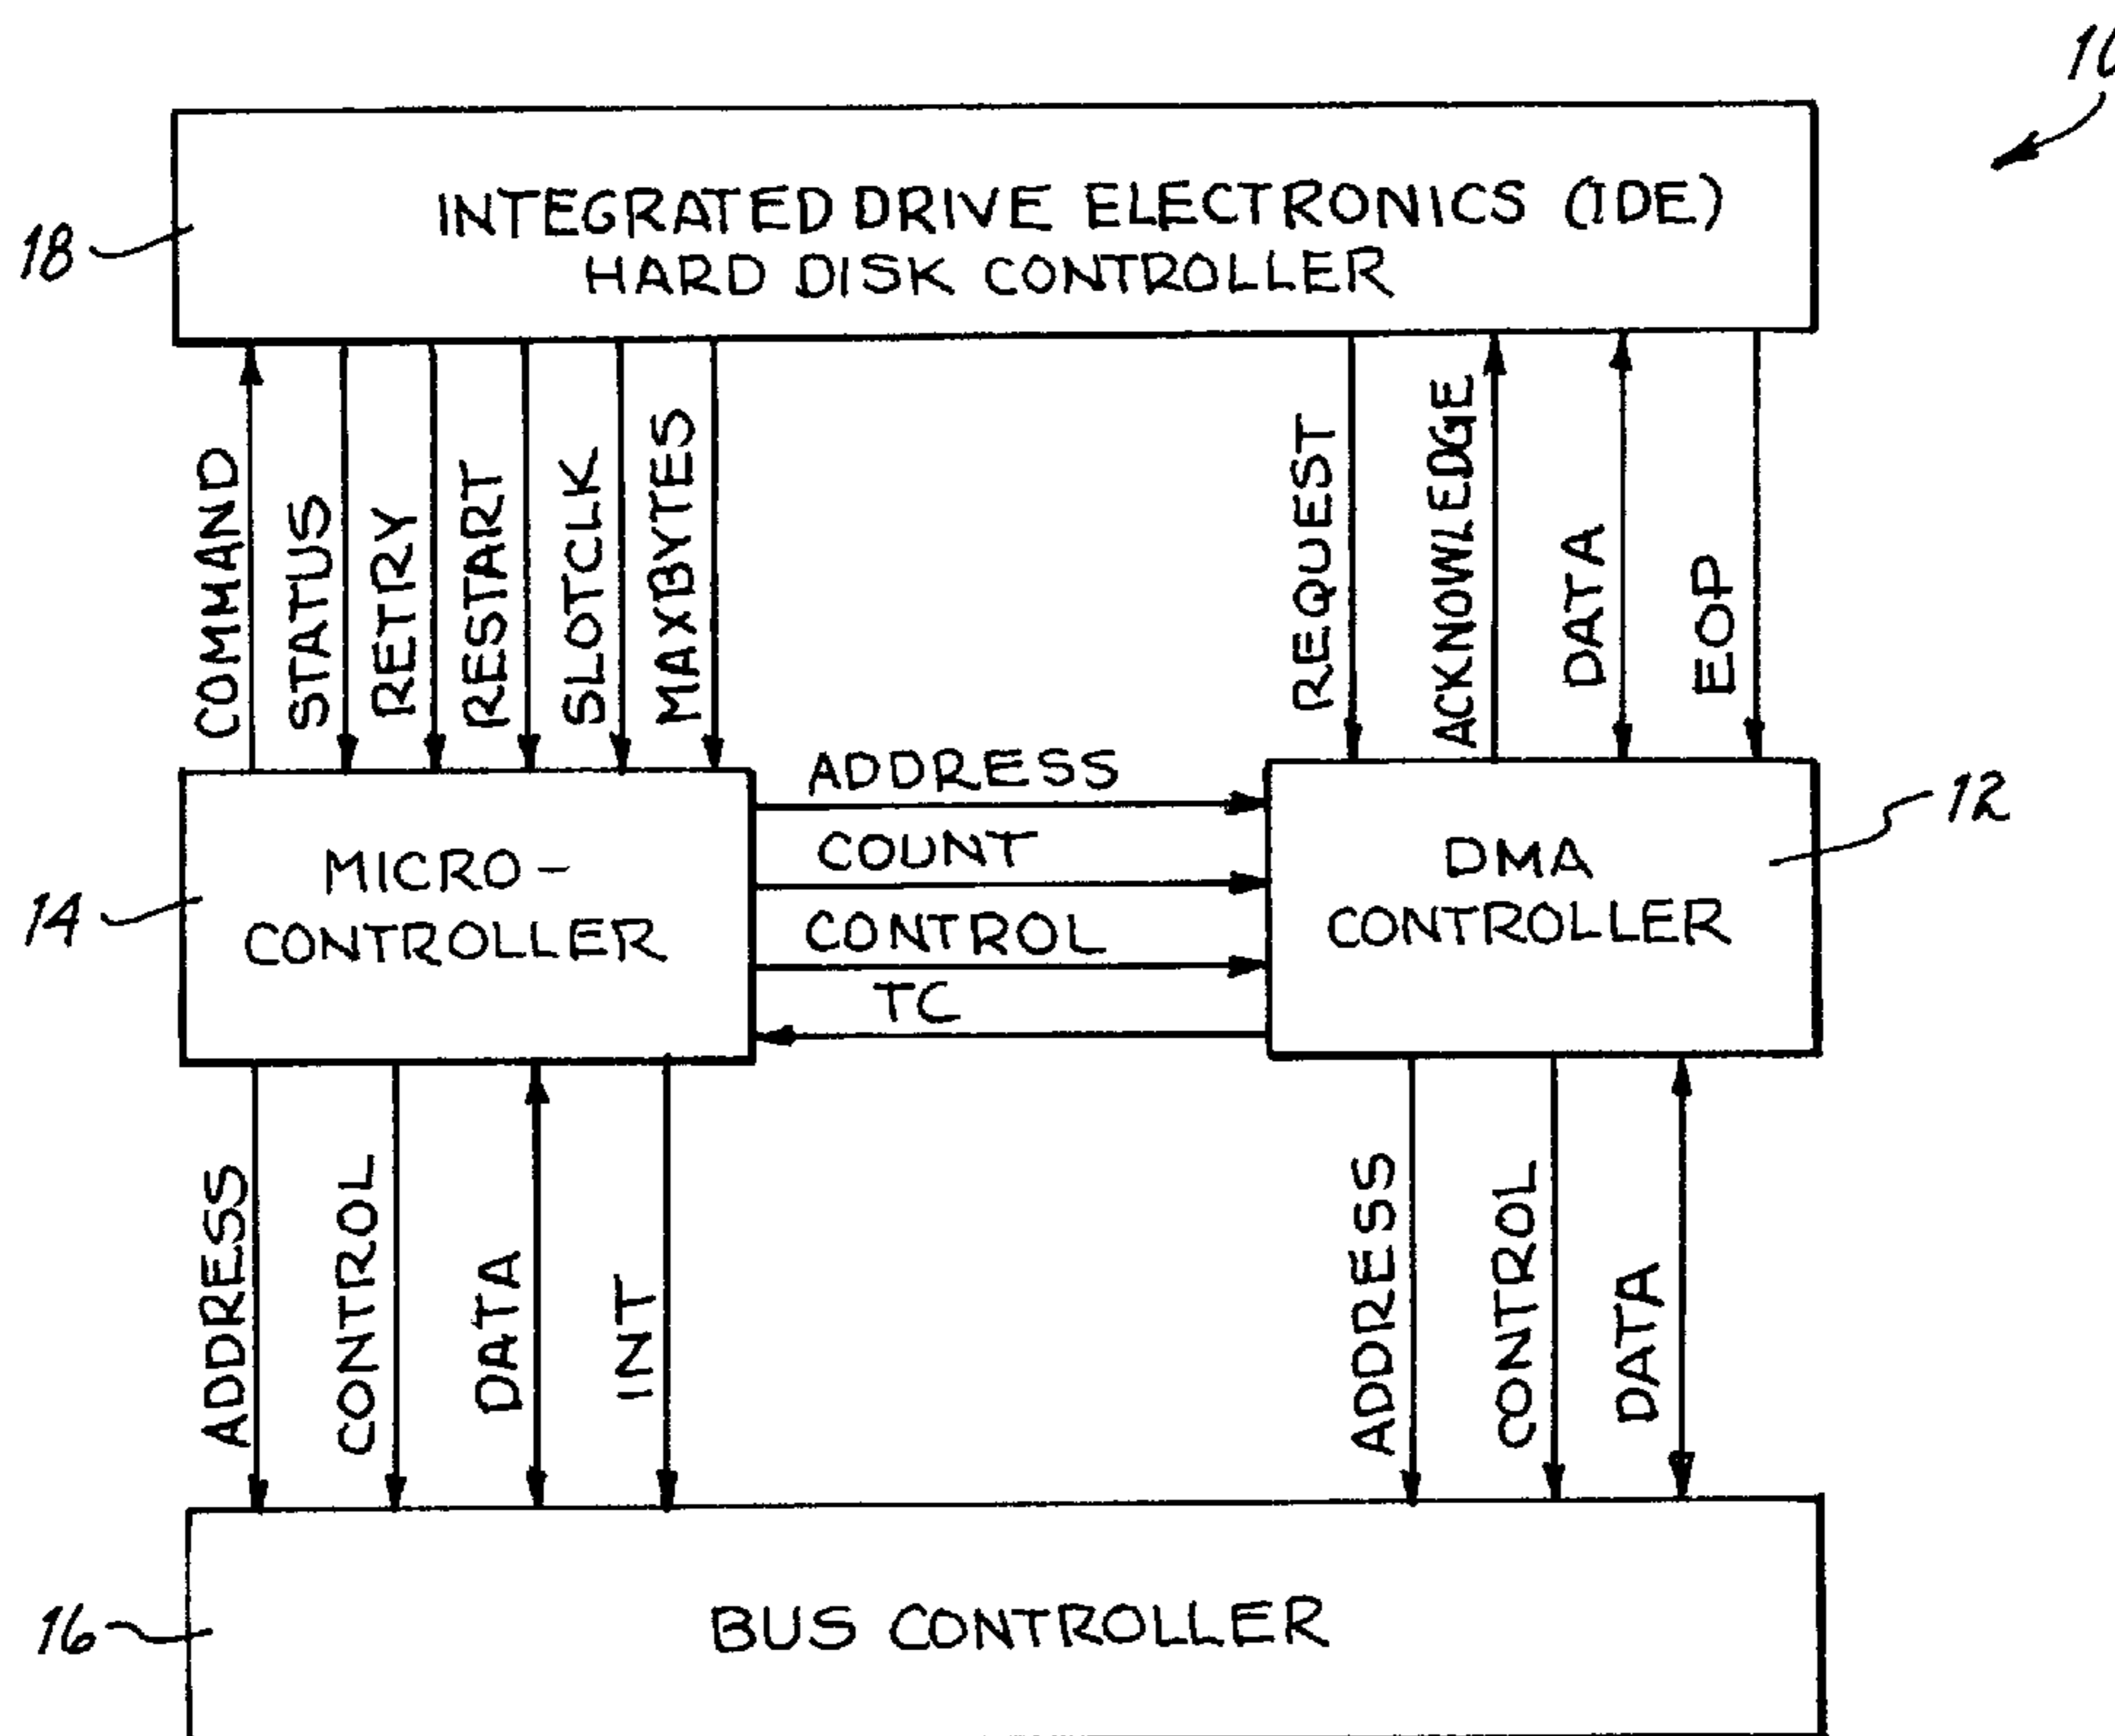 10
INTEGRATED DRIVE ELECTRONICS (IDE)
HARD DISK CONTROLLER
18
COMMAND
STATUS
RETRY
RESTART
SLOTCLK
MAXBYTES
REQUEST
ACKNOWLEDGE
DATA
EOP
ADDRESS
COUNT
CONTROL
TC
MICRO-
CONTROLLER
14
DMA
CONTROLLER
12
ADDRESS
CONTROL
DATA
INT
ADDRESS
CONTROL
DATA
BUS CONTROLLER
16